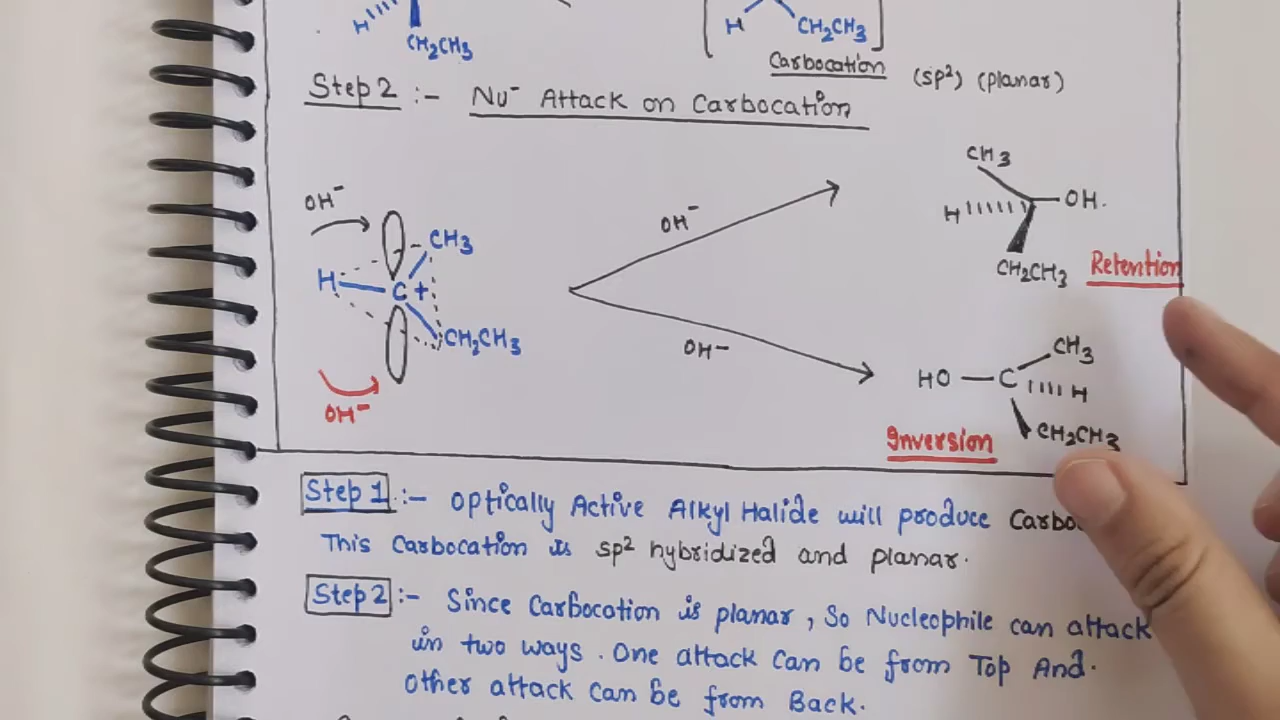 H CH2CH3
H CH2CH3
Carbocation (sp2) (planar)
Step 2 :- Nu- Attack on Carbocation
OH-
H C+ CH3
CH2CH3
OH-
OH-
OH-
CH3
H OH.
CH2CH3 Retention
CH3
HO C H
CH2CH3
Inversion
Step 1 :- Optically Active Alkyl Halide will produce
This Carbocation is sp2 hybridized and planar.
Step 2 :- Since Carbocation is planar, So Nucleophile can attack
in two ways. One attack can be from Top And.
other attack can be from Back.